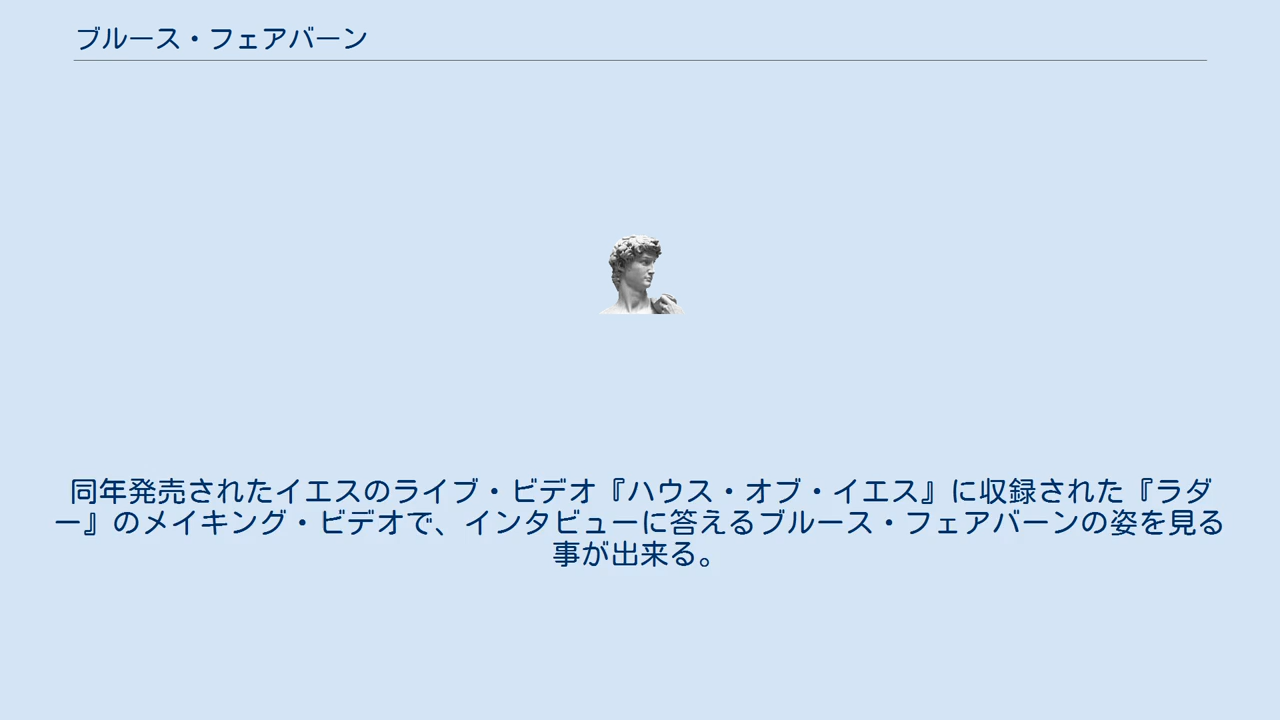 ブルース・フェアバーン
同年発売されたイエスのライブ・ビデオ『ハウス・オブ・イエス』に収録された『ラダ
ー』のメイキング・ビデオで、インタビューに答えるブルース・フェアバーンの姿を見る
事が出来る。